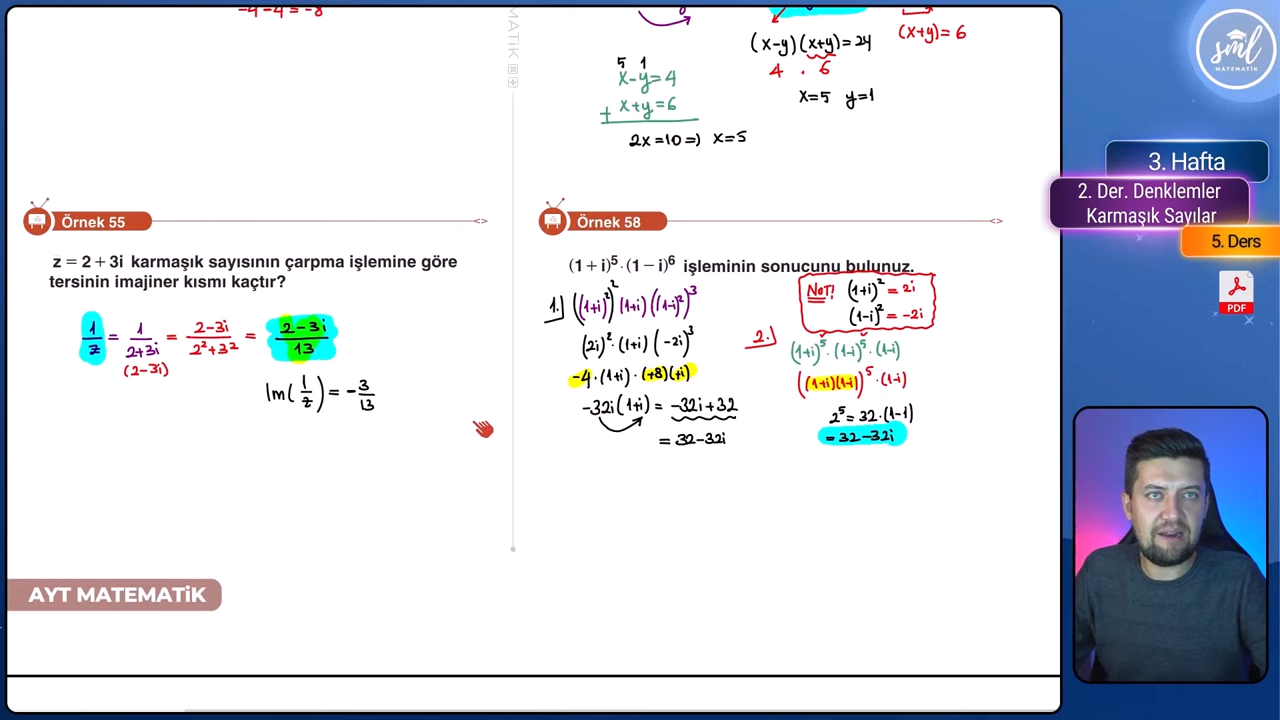 -4-4=-8
x-y=4
+ x+y=6
2x=10⇒ x=5
(x-y)(x+y)=24
4 . 6
x=5 y=1
(x+y)=6
5 1
MATİK
Örnek 55
z = 2 + 3i karmaşık sayısının çarpma işlemine göre
tersinin imajiner kısmı kaçtır?
1/z = 1/(2+3i) = (2-3i)/(2²+3²) = (2-3i)/13
(2-3i)
Im(1/z) = -3/13
Örnek 58
(1 + i)⁵ · (1 − i)⁶ işleminin sonucunu bulunuz.
1.) ((1+i)²)² (1+i) ((1-i)²)³
(2i)² · (1+i) (-2i)³
-4 · (1+i) · (+8)(+i)
-32i(1+i) = -32i+32
= 32-32i
NOT! (1+i)² = 2i
(1-i)² = -2i
2.)
(1+i)⁵ · (1-i)⁵ · (1-i)
((1+i)(1-i))⁵ · (1-i)
2⁵ = 32 · (1-1)
= 32-32i
AYT MATEMATİK
sml
MATEMATİK
3. Hafta
2. Der. Denklemler
Karmaşık Sayılar
5. Ders
PDF